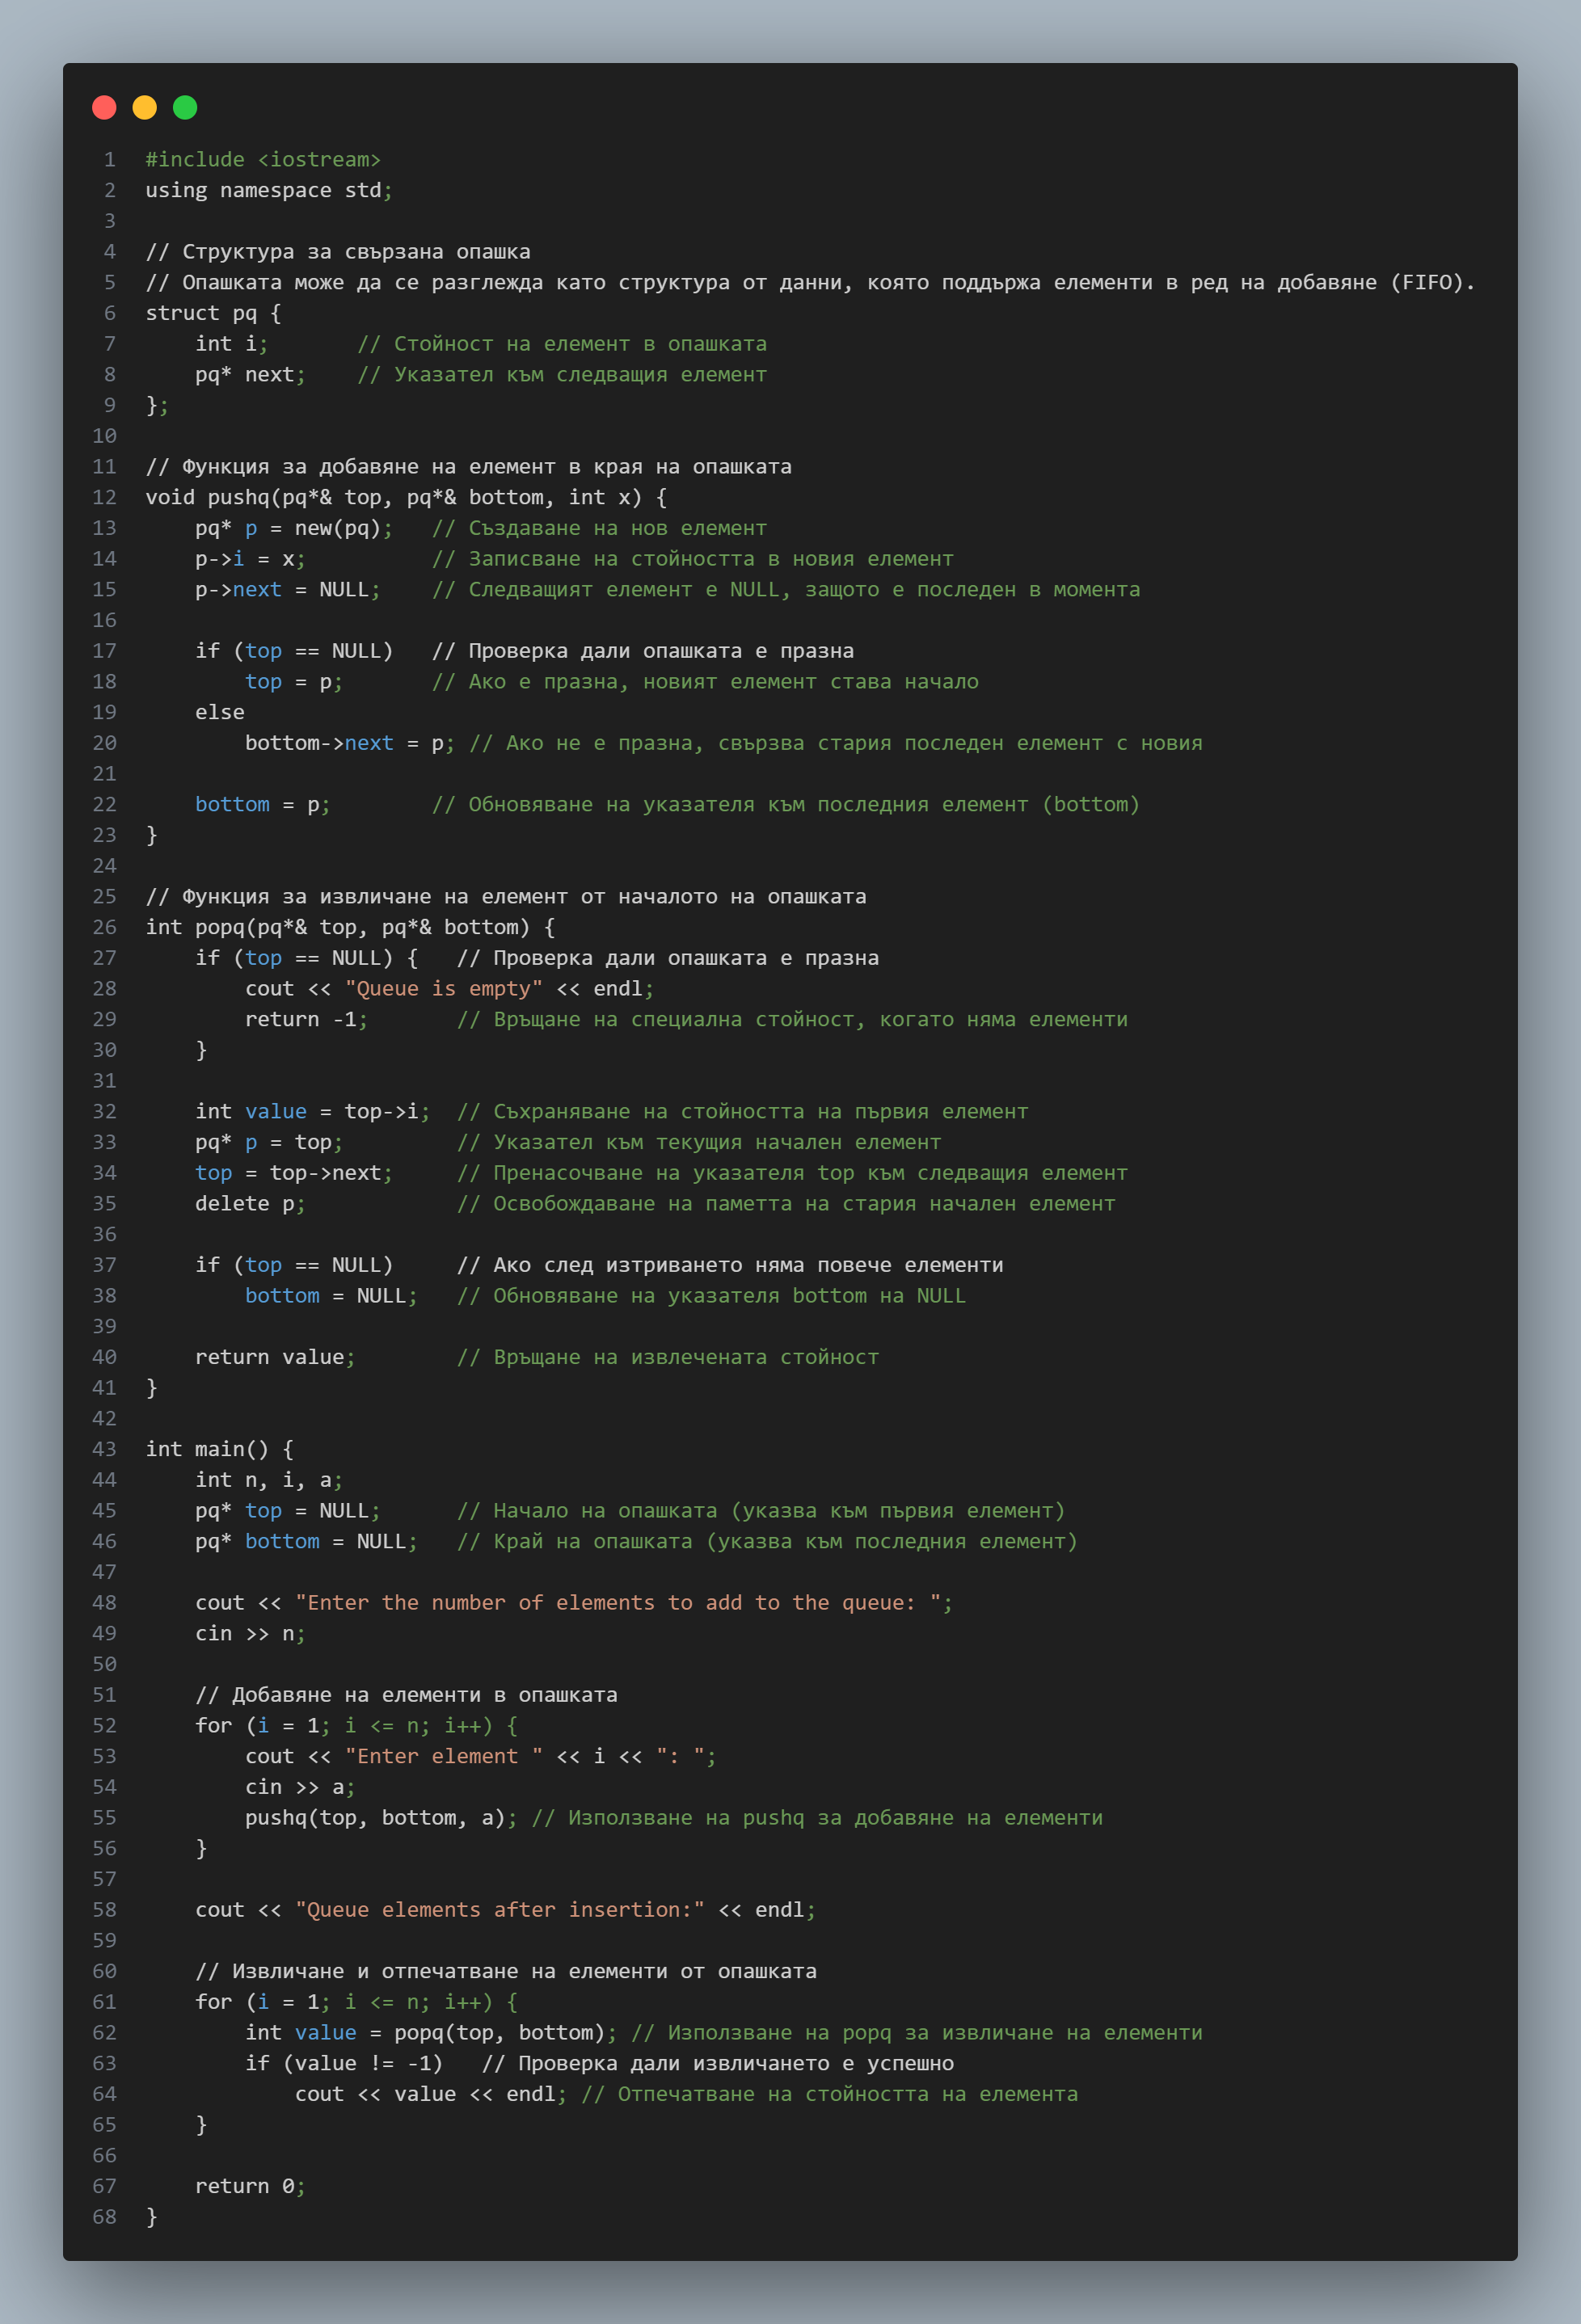 1 #include <iostream>
2 using namespace std;
3
4 // Структура за свързана опашка
5 // Опашката може да се разглежда като структура от данни, която поддържа елементи в ред на добавяне (FIFO).
6 struct pq {
7     int i;       // Стойност на елемент в опашката
8     pq* next;    // Указател към следващия елемент
9 };
10
11 // Функция за добавяне на елемент в края на опашката
12 void pushq(pq*& top, pq*& bottom, int x) {
13     pq* p = new(pq);   // Създаване на нов елемент
14     p->i = x;          // Записване на стойността в новия елемент
15     p->next = NULL;    // Следващият елемент е NULL, защото е последен в момента
16
17     if (top == NULL)   // Проверка дали опашката е празна
18         top = p;       // Ако е празна, новият елемент става начало
19     else
20         bottom->next = p; // Ако не е празна, свързва стария последен елемент с новия
21
22     bottom = p;        // Обновяване на указателя към последния елемент (bottom)
23 }
24
25 // Функция за извличане на елемент от началото на опашката
26 int popq(pq*& top, pq*& bottom) {
27     if (top == NULL) {   // Проверка дали опашката е празна
28         cout << "Queue is empty" << endl;
29         return -1;       // Връщане на специална стойност, когато няма елементи
30     }
31
32     int value = top->i;  // Съхраняване на стойността на първия елемент
33     pq* p = top;         // Указател към текущия начален елемент
34     top = top->next;     // Пренасочване на указателя top към следващия елемент
35     delete p;            // Освобождаване на паметта на стария начален елемент
36
37     if (top == NULL)     // Ако след изтриването няма повече елементи
38         bottom = NULL;   // Обновяване на указателя bottom на NULL
39
40     return value;        // Връщане на извлечената стойност
41 }
42
43 int main() {
44     int n, i, a;
45     pq* top = NULL;      // Начало на опашката (указва към първия елемент)
46     pq* bottom = NULL;   // Край на опашката (указва към последния елемент)
47
48     cout << "Enter the number of elements to add to the queue: ";
49     cin >> n;
50
51     // Добавяне на елементи в опашката
52     for (i = 1; i <= n; i++) {
53         cout << "Enter element " << i << ": ";
54         cin >> a;
55         pushq(top, bottom, a); // Използване на pushq за добавяне на елементи
56     }
57
58     cout << "Queue elements after insertion:" << endl;
59
60     // Извличане и отпечатване на елементи от опашката
61     for (i = 1; i <= n; i++) {
62         int value = popq(top, bottom); // Използване на popq за извличане на елементи
63         if (value != -1)   // Проверка дали извличането е успешно
64             cout << value << endl; // Отпечатване на стойността на елемента
65     }
66
67     return 0;
68 }